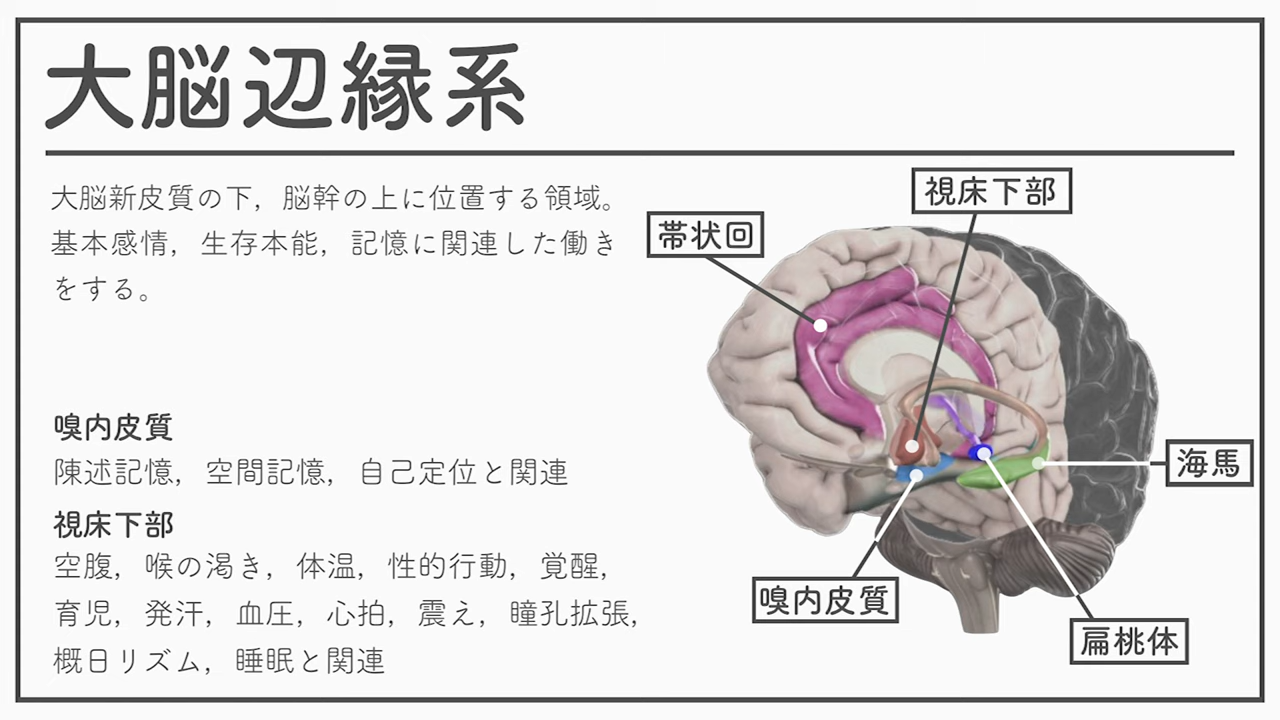 大脳辺縁系
大脳新皮質の下，脳幹の上に位置する領域。
基本感情，生存本能，記憶に関連した働き
をする。
嗅内皮質
陳述記憶，空間記憶，自己定位と関連
視床下部
空腹，喉の渇き，体温，性的行動，覚醒，
育児，発汗，血圧，心拍，震え，瞳孔拡張，
概日リズム，睡眠と関連
視床下部
帯状回
海馬
嗅内皮質
扁桃体